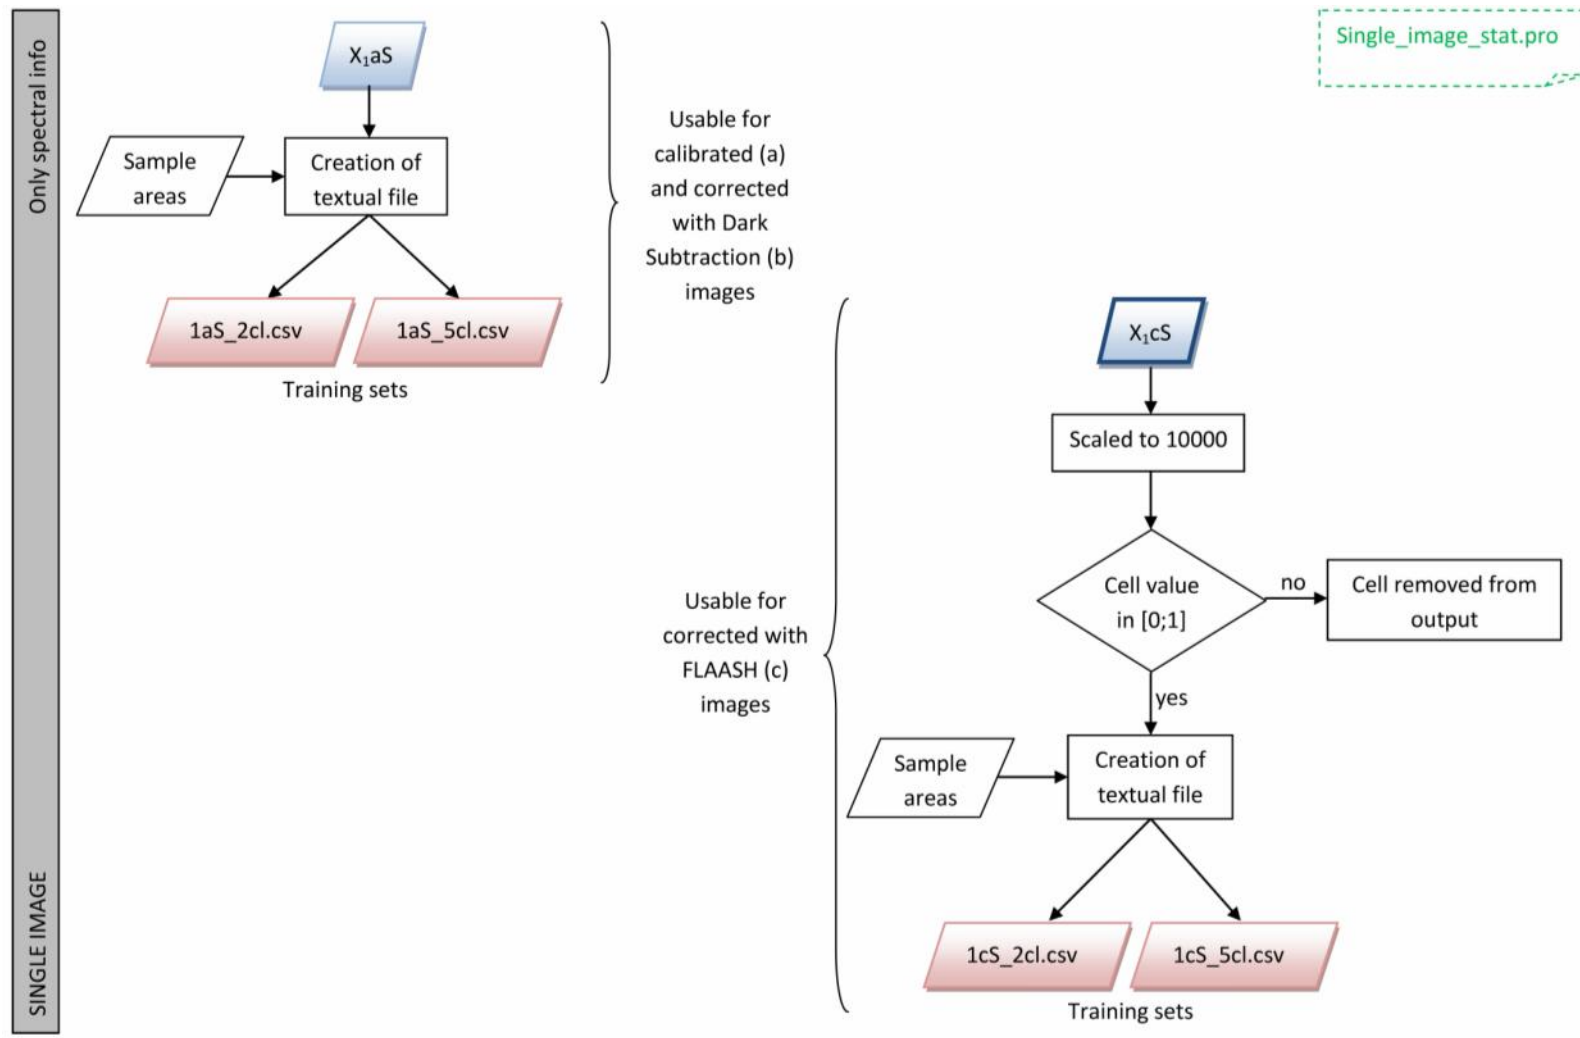 Only spectral info
SINGLE IMAGE
Single_image_stat.pro
X₁aS
Sample
areas
Creation of
textual file
1aS_2cl.csv
1aS_5cl.csv
Training sets
Usable for
calibrated (a)
and corrected
with Dark
Subtraction (b)
images
Usable for
corrected with
FLAASH (c)
images
X₁cS
Scaled to 10000
Cell value
in [0;1]
no
Cell removed from
output
yes
Sample
areas
Creation of
textual file
1cS_2cl.csv
1cS_5cl.csv
Training sets